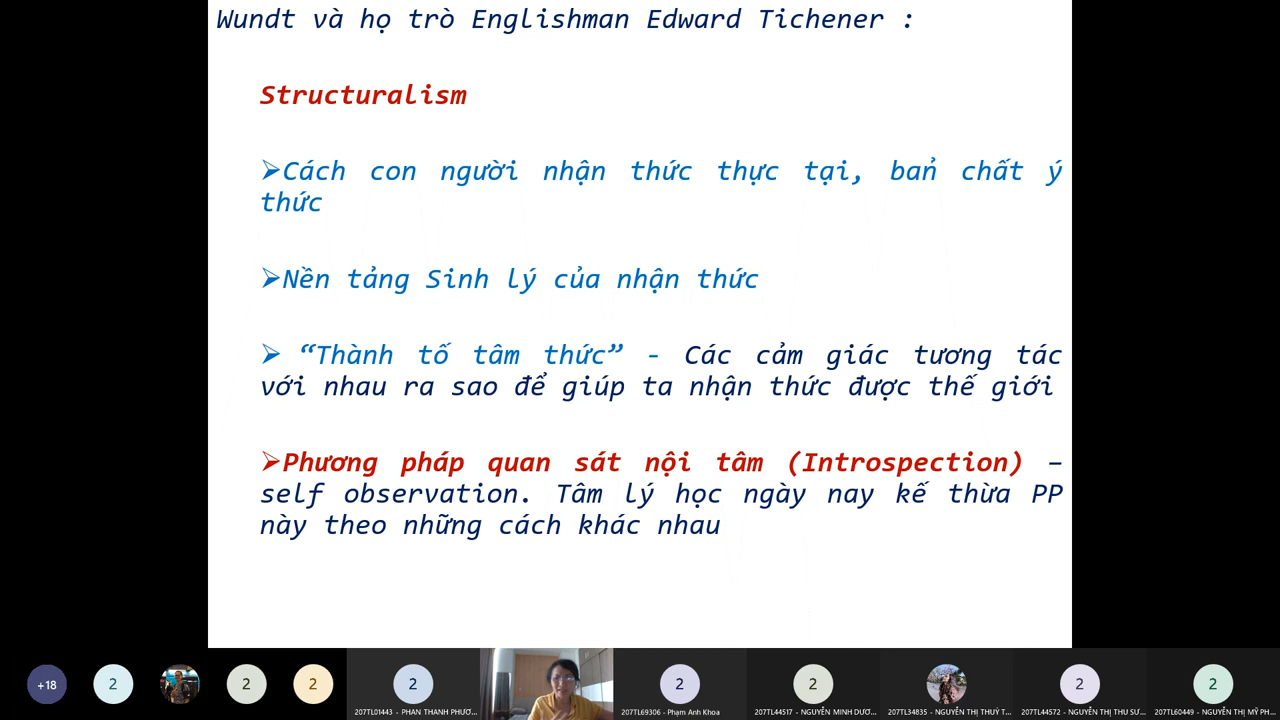 Wundt và họ trò Englishman Edward Tichener :
Structuralism
➢Cách con người nhận thức thực tại, bản chất ý
thức
➢Nền tảng Sinh lý của nhận thức
➢ “Thành tố tâm thức” - Các cảm giác tương tác
với nhau ra sao để giúp ta nhận thức được thế giới
➢Phương pháp quan sát nội tâm (Introspection) –
self observation. Tâm lý học ngày nay kế thừa PP
này theo những cách khác nhau
+18
2
2
2
2
2
2
2
2
207TL01443 - PHAN THANH PHƯƠ...
207TL69306 - Phạm Anh Khoa
207TL44517 - NGUYỄN MINH DƯƠ...
207TL34835 - NGUYỄN THỊ THUỲ T...
207TL44572 - NGUYỄN THỊ THU SƯ...
207TL60449 - NGUYỄN THỊ MỸ PH...